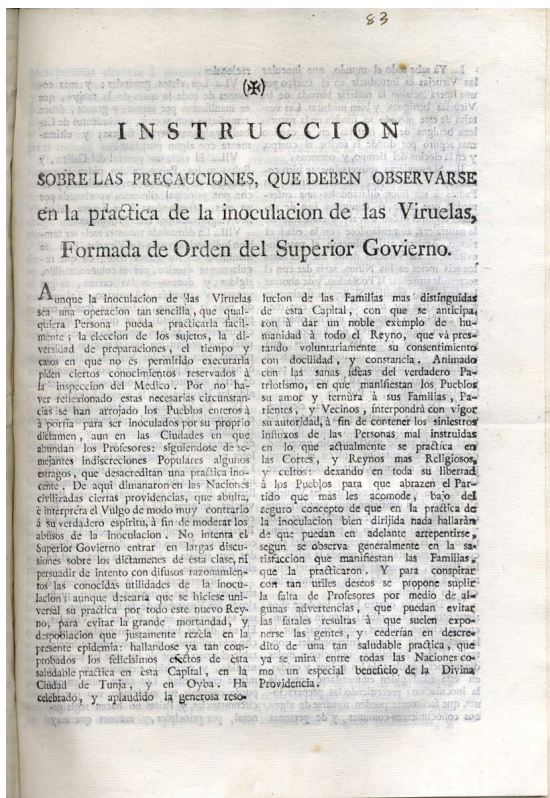 83
(✠)
INSTRUCCION
SOBRE LAS PRECAUCIONES, QUE DEBEN OBSERVARSE
en la practica de la inoculacion de las Viruelas,
Formada de Orden del Superior Govierno.
Aunque la inoculacion de las Viruelas
sea una operacion tan sencilla, que qual-
quiera Persona pueda practicarla facil-
mente; la eleccion de los sujetos, la di-
versidad de preparaciones, el tiempo y
casos en que no es permitido executarla
piden ciertos conocimientos reservados à
la inspeccion del Medico. Por no ha-
ver reflexionado estas necesarias circunstan-
cias se han arrojado los Pueblos enteros à
à porfia para ser inoculados por su proprio
dictamen, aun en las Ciudades en que
abundan los Profesores: siguiendose de se-
mejantes indiscreciones Populares algunos
estragos, que desacreditan una practica ino-
cente. De aqui dimanaron en las Naciones
civilizadas ciertas providencias, que abulta,
è interpreta el Vulgo de modo muy contrario
à su verdadero espiritu, à fin de moderar los
abusos de la inoculacion. No intenta el
Superior Govierno entrar en largas discu-
siones sobre los dictamenes de esta clase, ni
persuadir de intento con difusos razonamien-
tos las conocidas utilidades de la inocu-
lacion; aunque desearia que se hiciese uni-
versal su practica por todo este nuevo Rey-
no, para evitar la grande mortandad, y
despoblacion que justamente rezela en la
presente epidemia: hallandose ya tan com-
probados los felicisimos efectos de esta
saludable practica en esta Capital, en la
Ciudad de Tunja, y en Oyba. Ha
celebrado, y aplaudido la generosa reso-
lucion de las Familias mas distinguidas
de esta Capital, con que se anticipa-
ron à dar un noble exemplo de hu-
manidad à todo el Reyno, que và pres-
tando voluntariamente su consentimiento
con docilidad, y constancia. Animado
con las sanas idèas del verdadero Pa-
triotismo, en que manifiestan los Pueblos
su amor y ternura à sus Familias, Pa-
rientes, y Vecinos, interpondrà con vigor
su autoridad, à fin de contener los siniestros
influxos de las Personas mal instruidas
en lo que actualmente se practica en
las Cortes, y Reynos mas Religiosos,
y cultos: dexando en toda su libertad
à los Pueblos para que abrazen el Par-
tido que mas les acomode, bajo del
seguro concepto de que en la practica de
la inoculacion bien dirijida nada hallaràn
de que puedan en adelante arrepentirse,
segun se observa generalmente en la sa-
tisfaccion que manifiestan las Familias,
que la practicaron. Y para conspirar
con tan utiles deseos se propone suplir
la falta de Profesores por medio de al-
gunas advertencias, que puedan evitar
las fatales resultas à que suelen expo-
nerse las gentes, y cederian en descre-
dito de una tan saludable practica, que
ya se mira entre todas las Naciones co-
mo un especial beneficio de la Divina
Providencia.